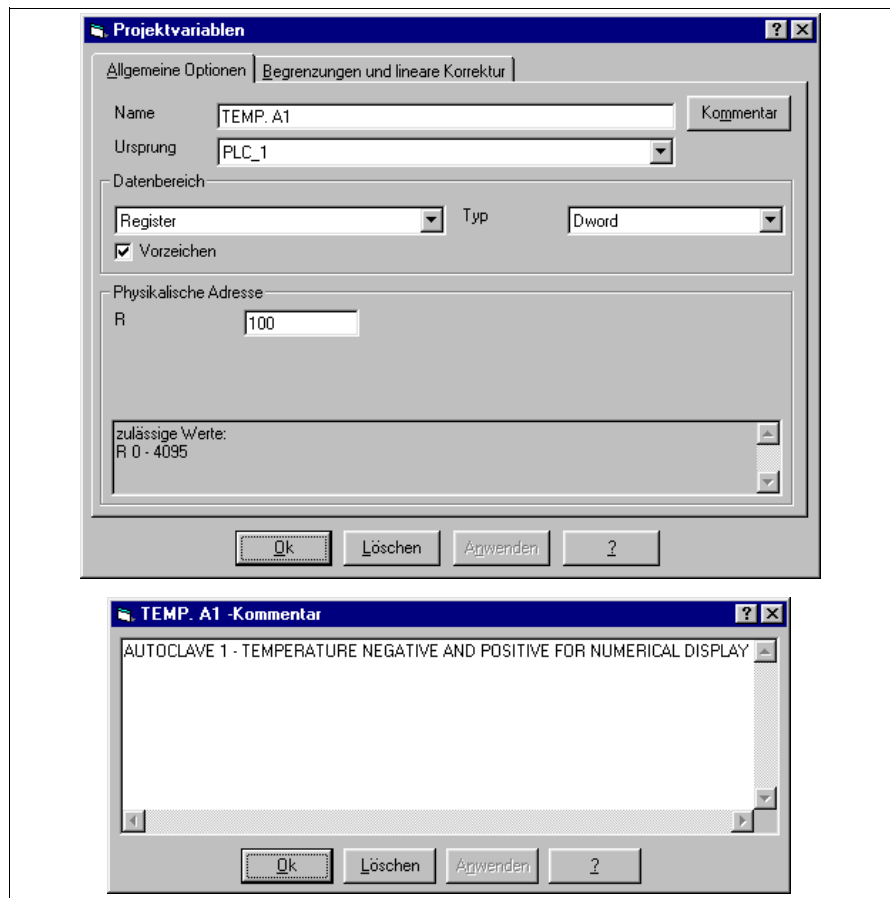 Projektvariablen
Allgemeine Optionen Begrenzungen und lineare Korrektur
Name TEMP. A1 Kommentar
Ursprung PLC_1
Datenbereich
Register Typ Dword
Vorzeichen
Physikalische Adresse
R 100
zulässige Werte:
R 0 - 4095
Ok Löschen Anwenden ?
TEMP. A1 -Kommentar
AUTOCLAVE 1 - TEMPERATURE NEGATIVE AND POSITIVE FOR NUMERICAL DISPLAY
Ok Löschen Anwenden ?